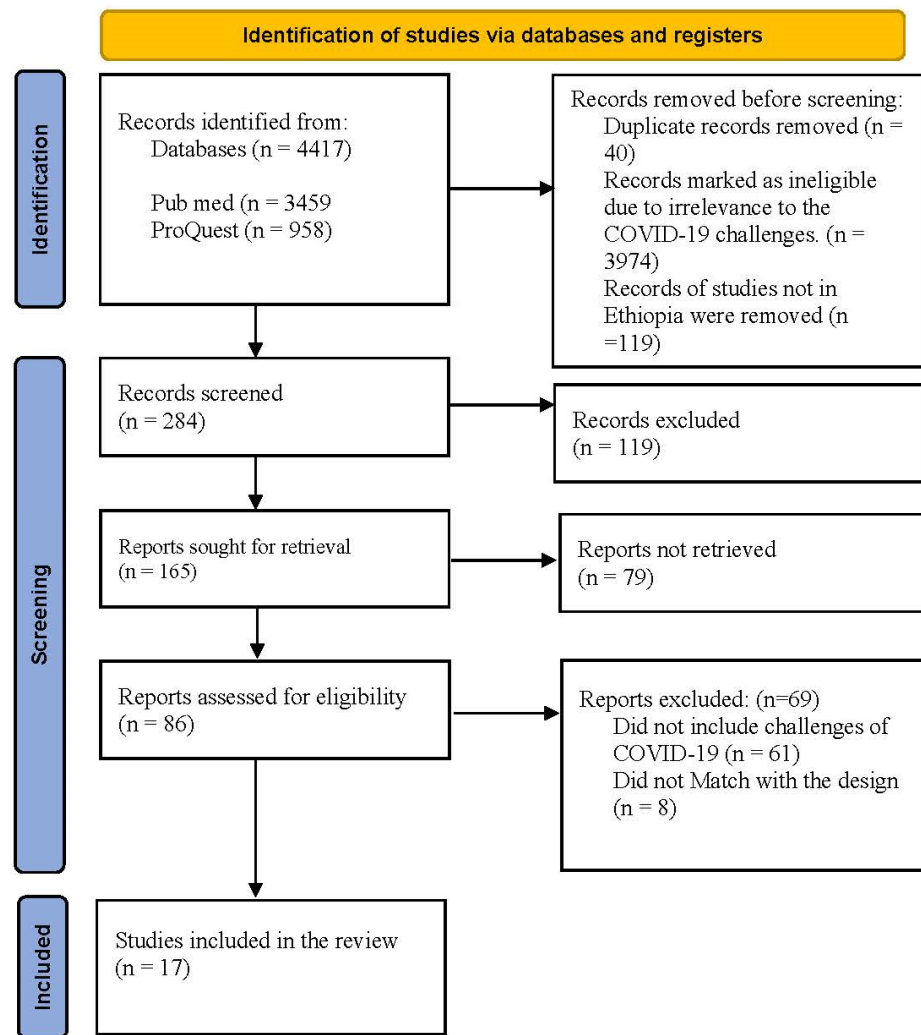 Identification of studies via databases and registers
Identification
Records identified from:
Databases (n = 4417)
Pub med (n = 3459
ProQuest (n = 958)
Records removed before screening:
Duplicate records removed (n =
40)
Records marked as ineligible
due to irrelevance to the
COVID-19 challenges. (n =
3974)
Records of studies not in
Ethiopia were removed (n
=119)
Screening
Records screened
(n = 284)
Records excluded
(n = 119)
Reports sought for retrieval
(n = 165)
Reports not retrieved
(n = 79)
Reports assessed for eligibility
(n = 86)
Reports excluded: (n=69)
Did not include challenges of
COVID-19 (n = 61)
Did not Match with the design
(n = 8)
Included
Studies included in the review
(n = 17)